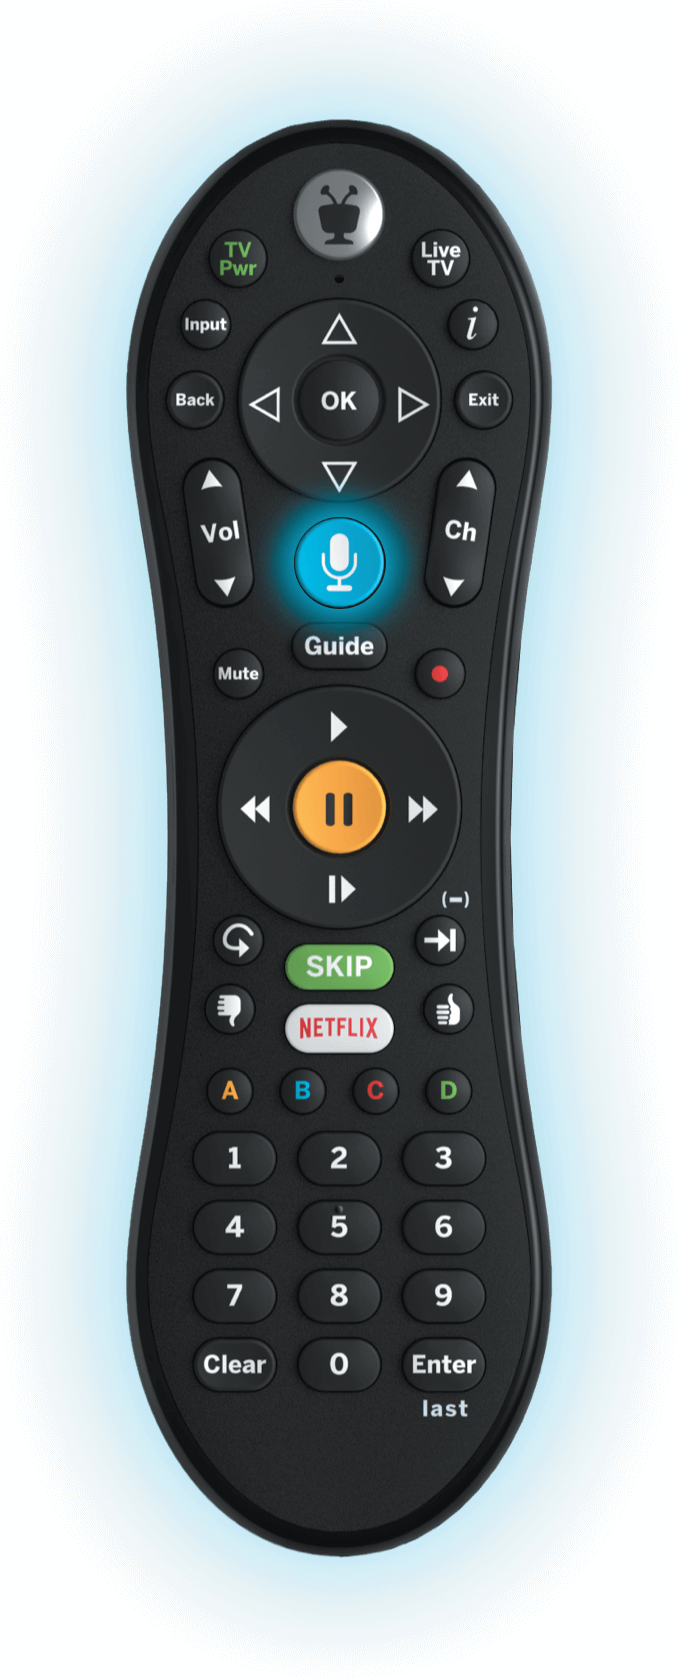 TV
Pwr
Live
TV
Input
i
Back
OK
Exit
Vol
Ch
Guide
Mute
(–)
SKIP
NETFLIX
A B C D
1 2 3
4 5 6
7 8 9
Clear 0 Enter
last